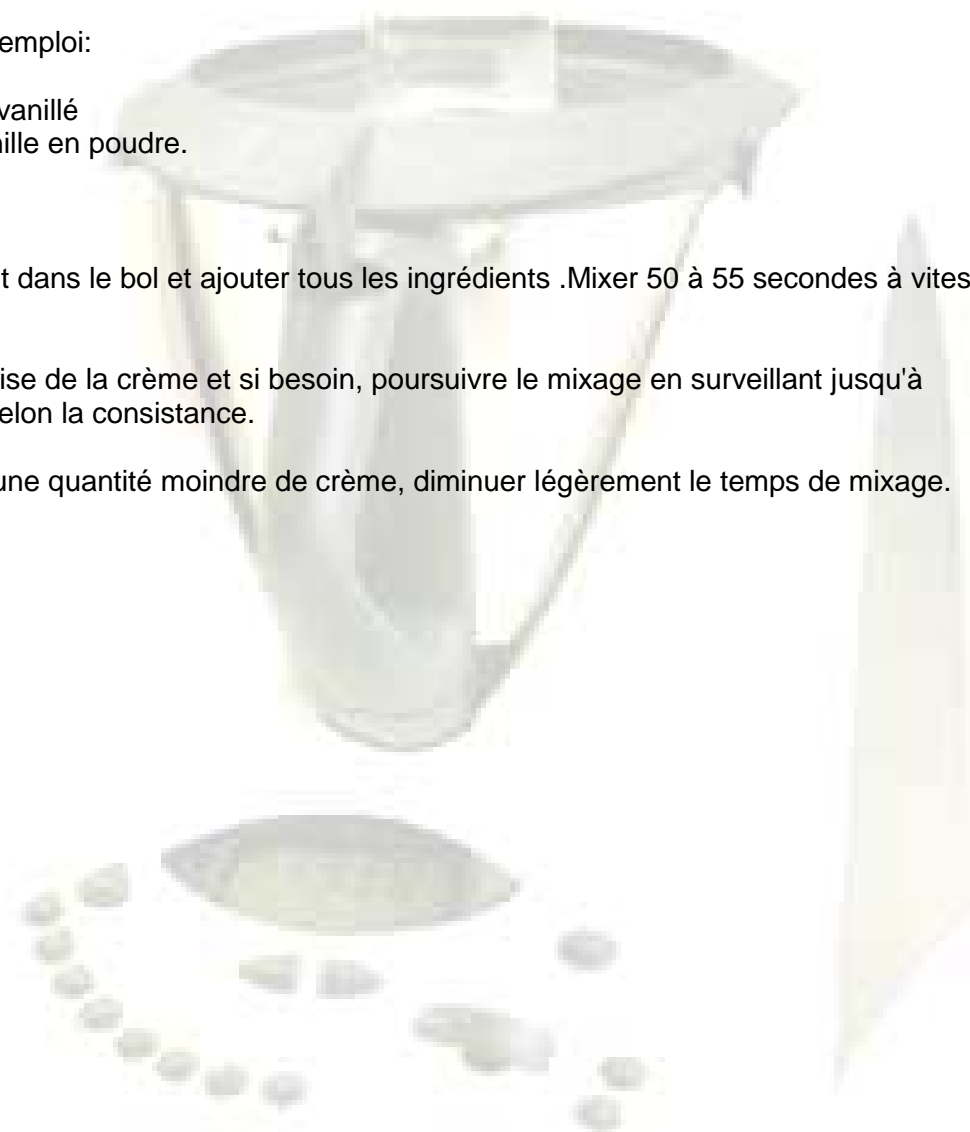 emploi:
vanillé
ille en poudre.
t dans le bol et ajouter tous les ingrédients .Mixer 50 à 55 secondes à vites
ise de la crème et si besoin, poursuivre le mixage en surveillant jusqu'à
elon la consistance.
une quantité moindre de crème, diminuer légèrement le temps de mixage.